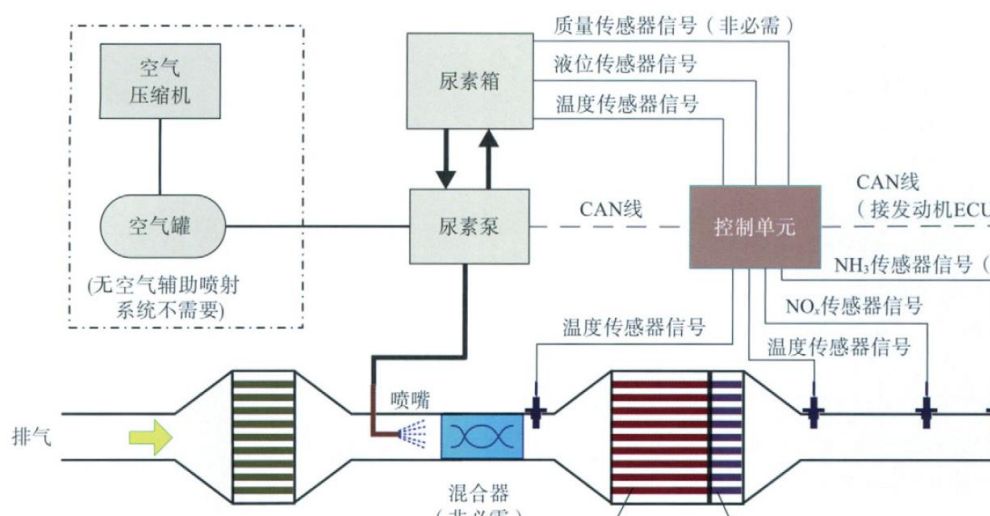 质量传感器信号（非必需）
空气
压缩机
尿素箱
液位传感器信号
温度传感器信号
空气罐
尿素泵
CAN线
控制单元
CAN线
（接发动机ECU
(无空气辅助喷射
系统不需要)
NH₃传感器信号（
温度传感器信号
NOₓ传感器信号
温度传感器信号
喷嘴
排气
混合器
（非必需）